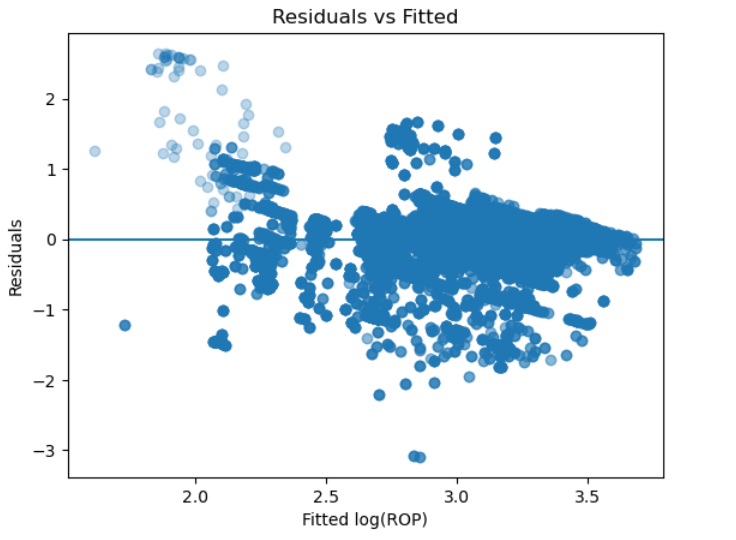 Residuals vs Fitted
Residuals
2
1
0
−1
−2
−3
2.0 2.5 3.0 3.5
Fitted log(ROP)